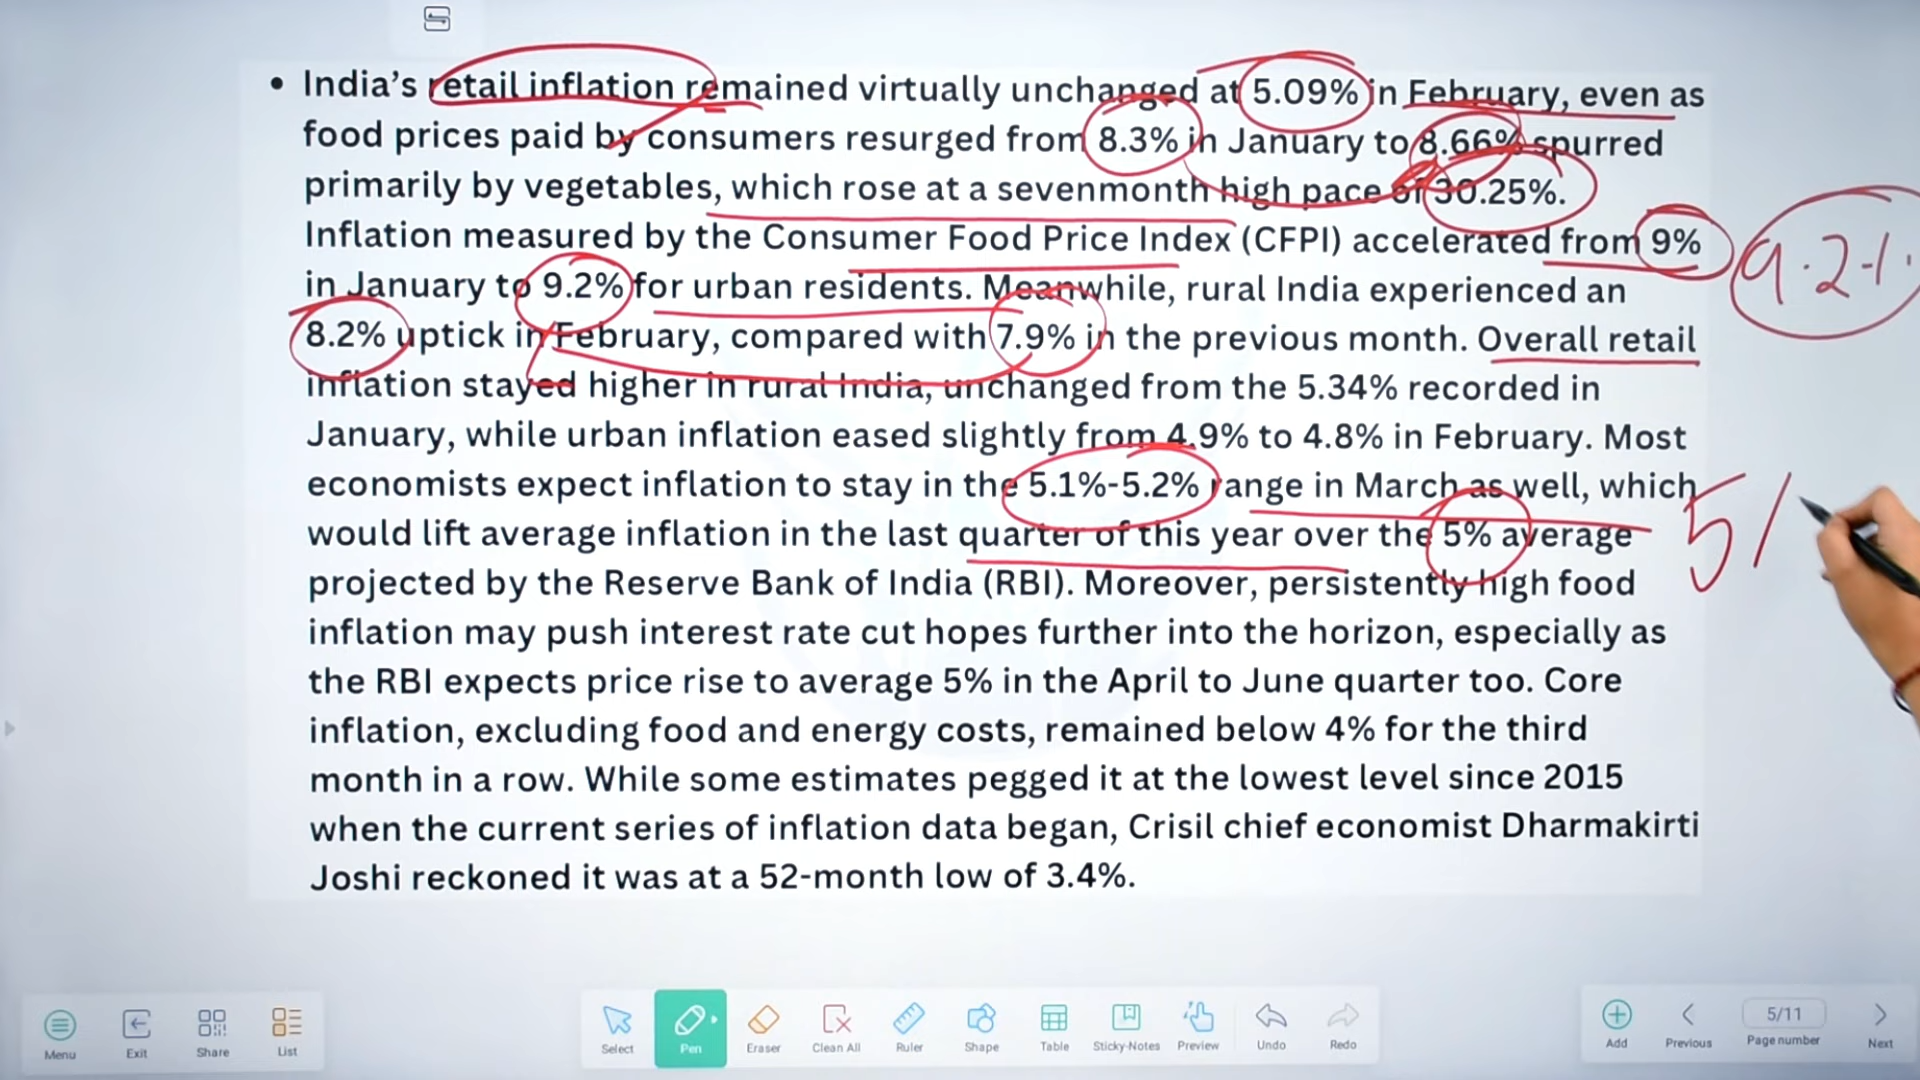 • India's retail inflation remained virtually unchanged at 5.09% in February, even as
food prices paid by consumers resurged from 8.3% in January to 8.66% spurred
primarily by vegetables, which rose at a sevenmonth high pace of 30.25%.
Inflation measured by the Consumer Food Price Index (CFPI) accelerated from 9%
9.2%
in January to 9.2% for urban residents. Meanwhile, rural India experienced an
8.2% uptick in February, compared with 7.9% in the previous month. Overall retail
inflation stayed higher in rural India, unchanged from the 5.34% recorded in
January, while urban inflation eased slightly from 4.9% to 4.8% in February. Most
economists expect inflation to stay in the 5.1%-5.2% range in March as well, which
5/
would lift average inflation in the last quarter of this year over the 5% average
projected by the Reserve Bank of India (RBI). Moreover, persistently high food
inflation may push interest rate cut hopes further into the horizon, especially as
the RBI expects price rise to average 5% in the April to June quarter too. Core
inflation, excluding food and energy costs, remained below 4% for the third
month in a row. While some estimates pegged it at the lowest level since 2015
when the current series of inflation data began, Crisil chief economist Dharmakirti
Joshi reckoned it was at a 52-month low of 3.4%.
Menu Exit Share List Select Pen Eraser Clean All Ruler Shape Table Sticky-Notes Preview Undo Redo Add Previous 5/11 Page number Next